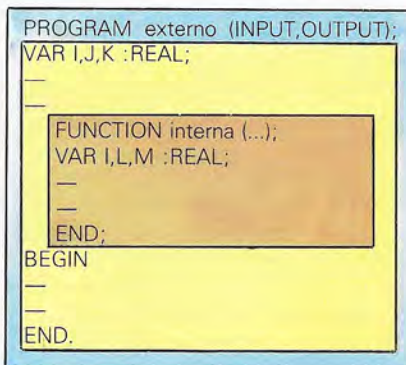 PROGRAM externo (INPUT,OUTPUT);
VAR I,J,K :REAL;
—
—
FUNCTION interna (...);
VAR I,L,M :REAL;
—
—
END;
BEGIN
—
—
END.